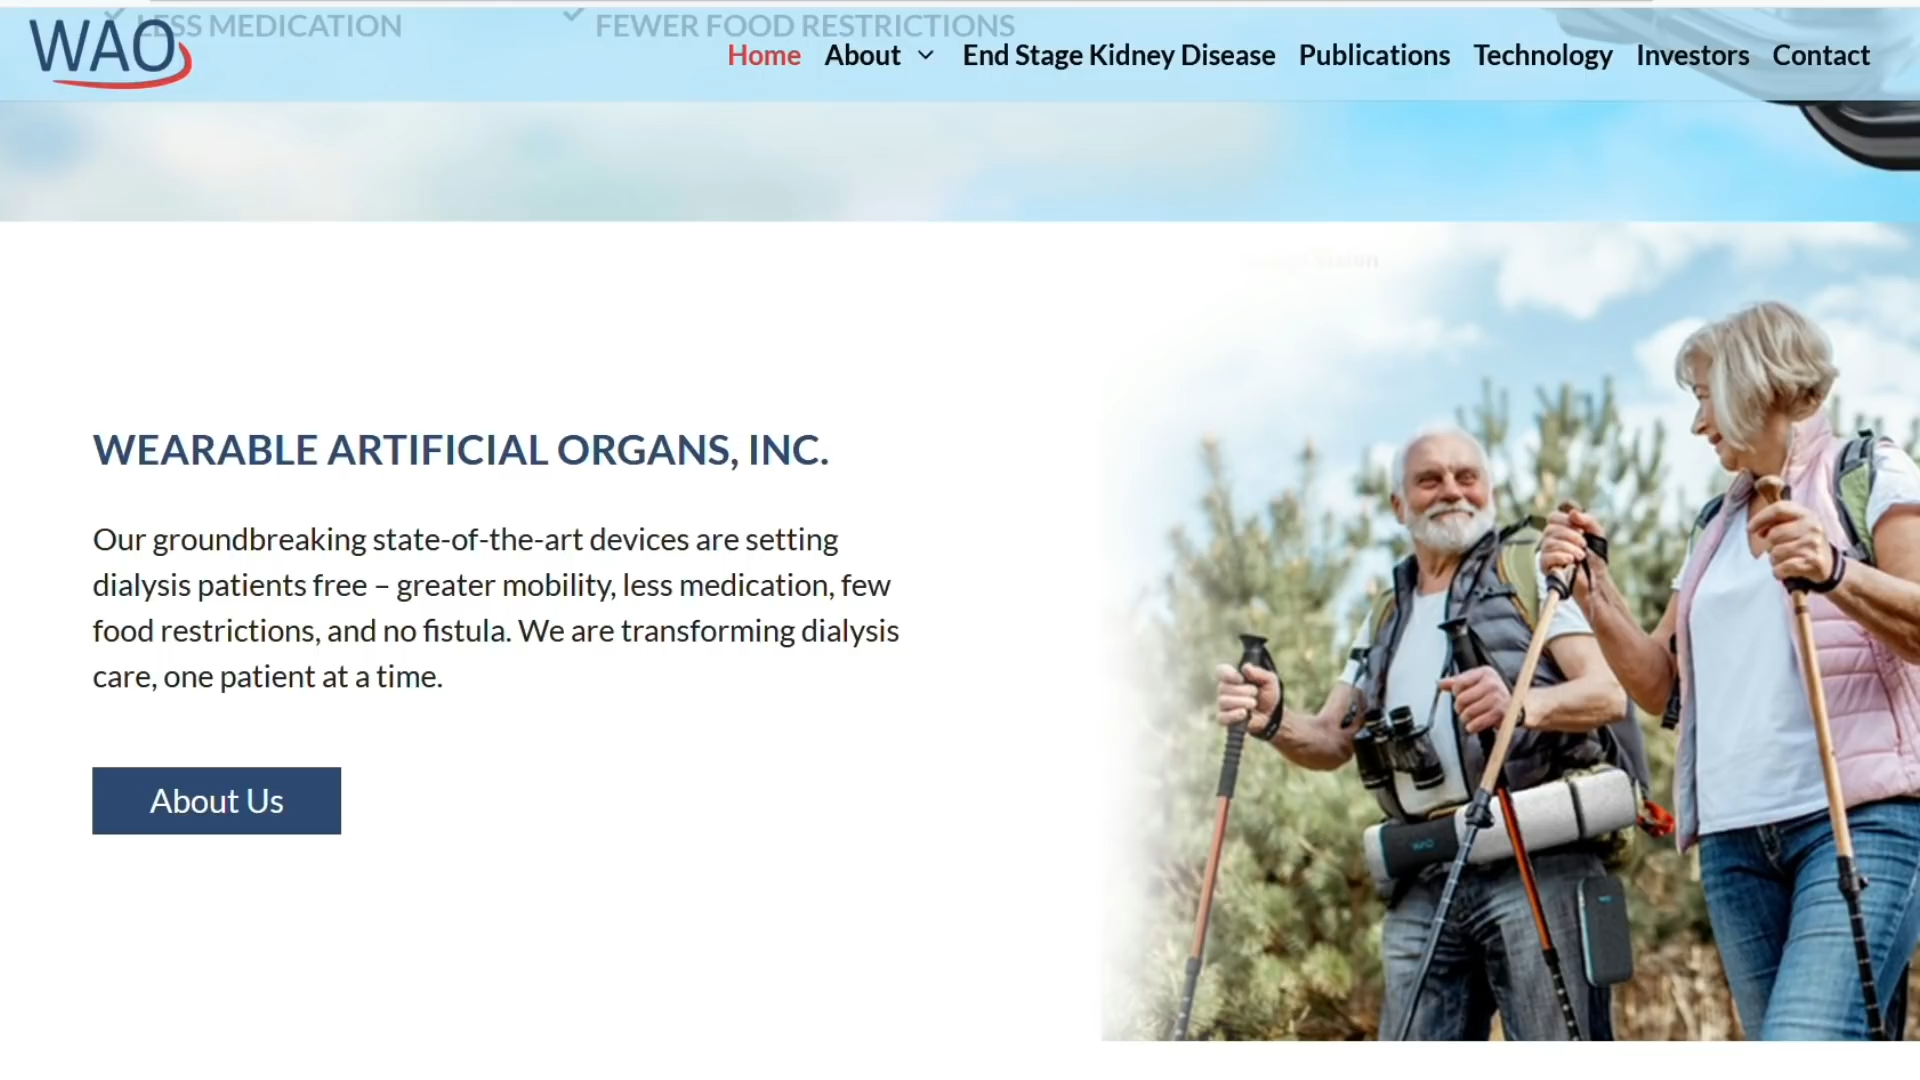 LESS MEDICATION
FEWER FOOD RESTRICTIONS
WAO
Home About End Stage Kidney Disease Publications Technology Investors Contact
WEARABLE ARTIFICIAL ORGANS, INC.
Our groundbreaking state-of-the-art devices are setting
dialysis patients free – greater mobility, less medication, few
food restrictions, and no fistula. We are transforming dialysis
care, one patient at a time.
About Us
WAO